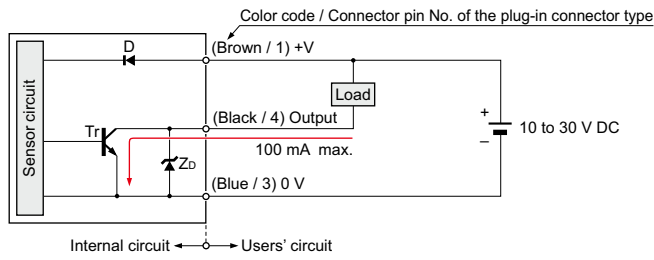 Color code / Connector pin No. of the plug-in connector type
D
(Brown / 1) +V
Load
Sensor circuit
Tr
(Black / 4) Output
+
10 to 30 V DC
100 mA max.
–
ZD
(Blue / 3) 0 V
Internal circuit
Users' circuit